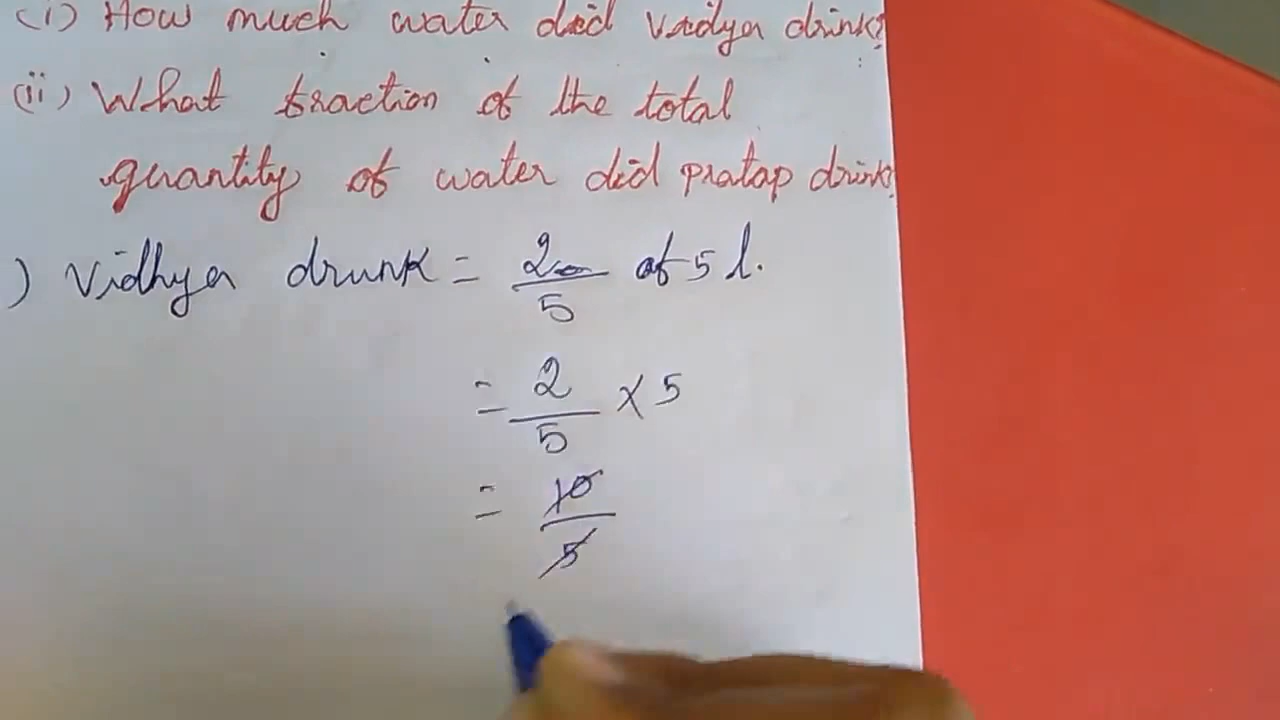 (i) How much water did Vidya drink?
(ii) What fraction of the total
quantity of water did pratap drink?
) Vidhya drunk = 2/5 of 5 l.
= 2/5 × 5
= 10/5